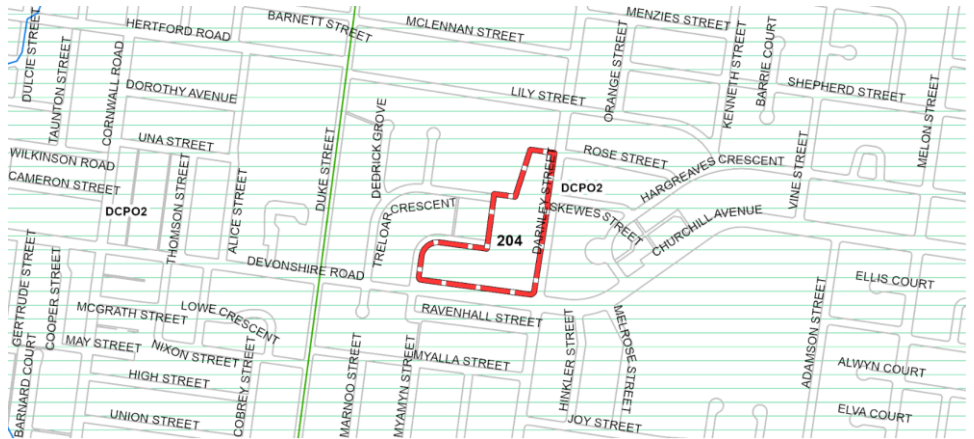 BARNETT STREET
MCLENNAN STREET
MENZIES STREET
HERTFORD ROAD
DULCIE STREET
TAUNTON STREET
CORNWALL ROAD
ORANGE STREET
KENNETH STREET
BARRIE COURT
SHEPHERD STREET
DOROTHY AVENUE
LILY STREET
MELON STREET
DEDRICK GROVE
UNA STREET
DUKE STREET
ROSE STREET
HARGREAVES CRESCENT
VINE STREET
WILKINSON ROAD
CAMERON STREET
THOMSON STREET
ALICE STREET
DARNLEY STREET
DCPO2
DCPO2
TRELOAR CRESCENT
SKEWES STREET
CHURCHILL AVENUE
204
GERTRUDE STREET
COOPER STREET
DEVONSHIRE ROAD
ELLIS COURT
MCGRATH STREET
LOWE CRESCENT
RAVENHALL STREET
ADAMSON STREET
MAY STREET
NIXON STREET
MYALLA STREET
HINKLER STREET
MELROSE STREET
ALWYN COURT
BARNARD COURT
HIGH STREET
COBREY STREET
MARNOO STREET
MYAMYN STREET
UNION STREET
JOY STREET
ELVA COURT